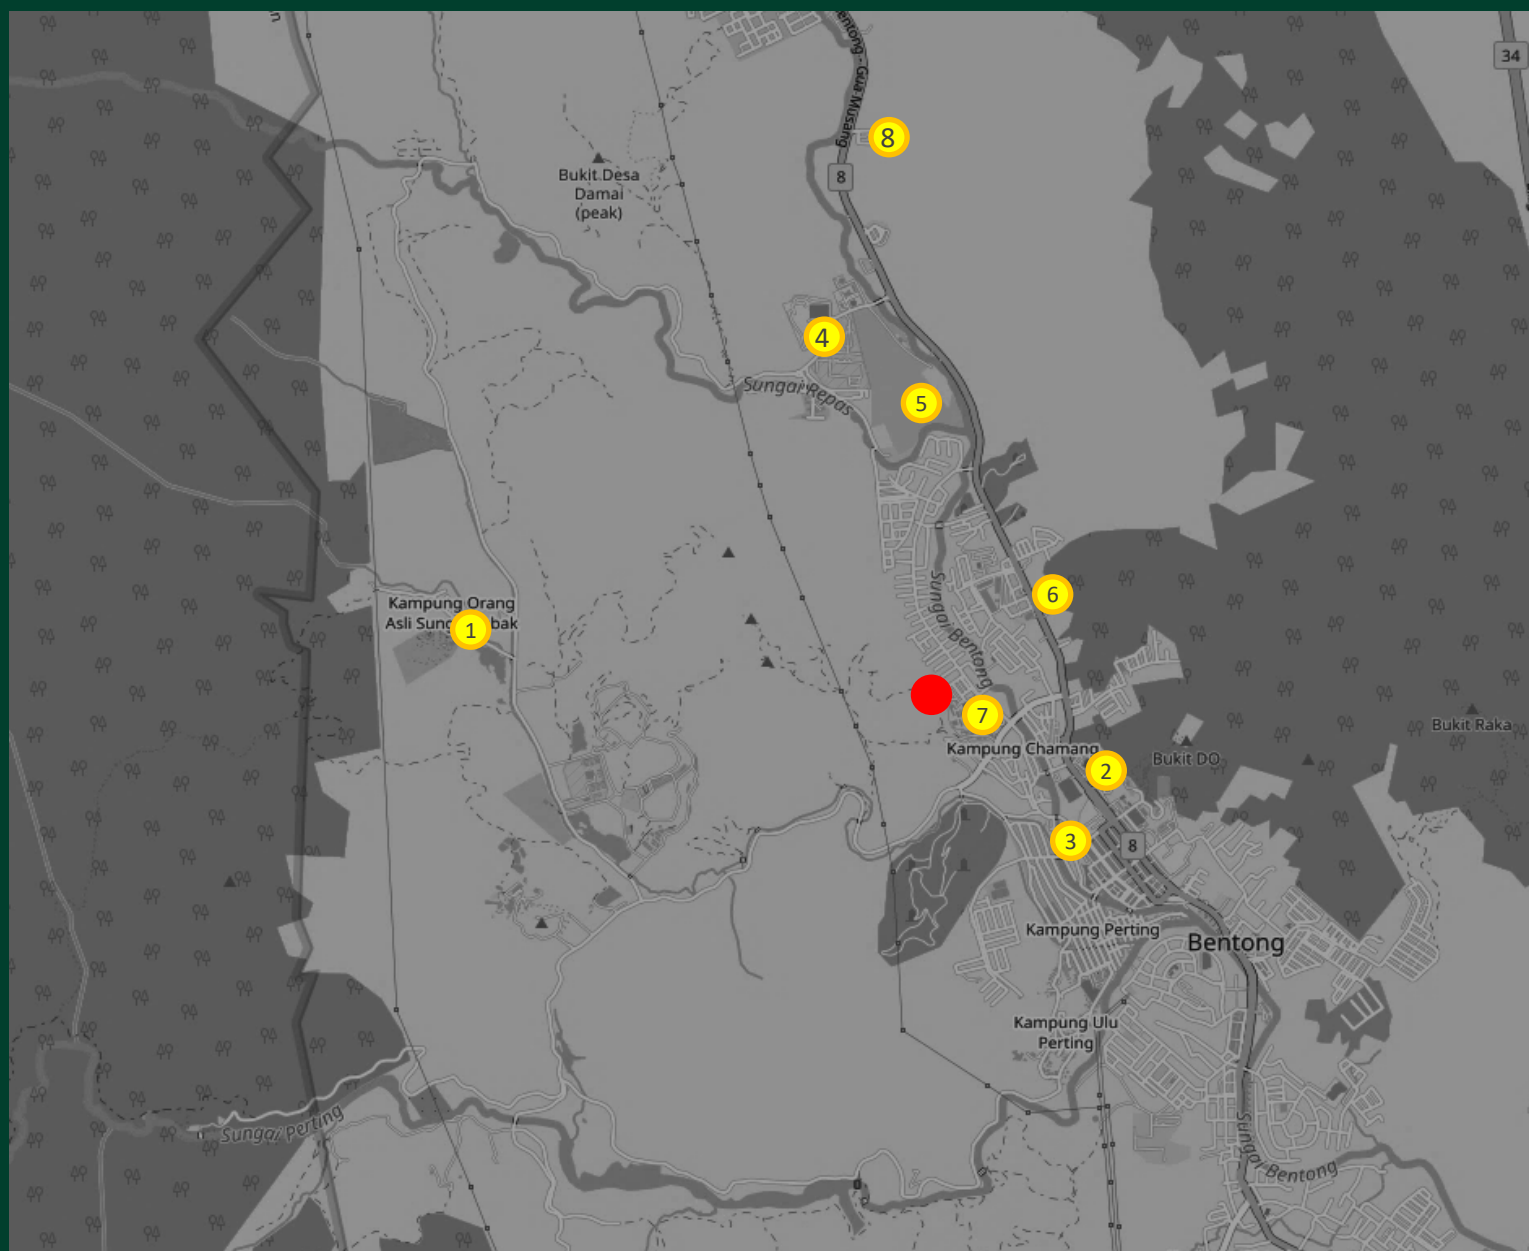 34
Bentong - Gua Musang
8
8
Bukit Desa
Damai
(peak)
4
Sungai Repas
5
Kampung Orang
Asli Sung
bak
1
6
Sungai Bentong
7
Kampung Chamang
2
Bukit DO
Bukit Raka
3
8
Kampung Perting
Bentong
Kampung Ulu
Perting
Sungai Perting
Sungai Bentong